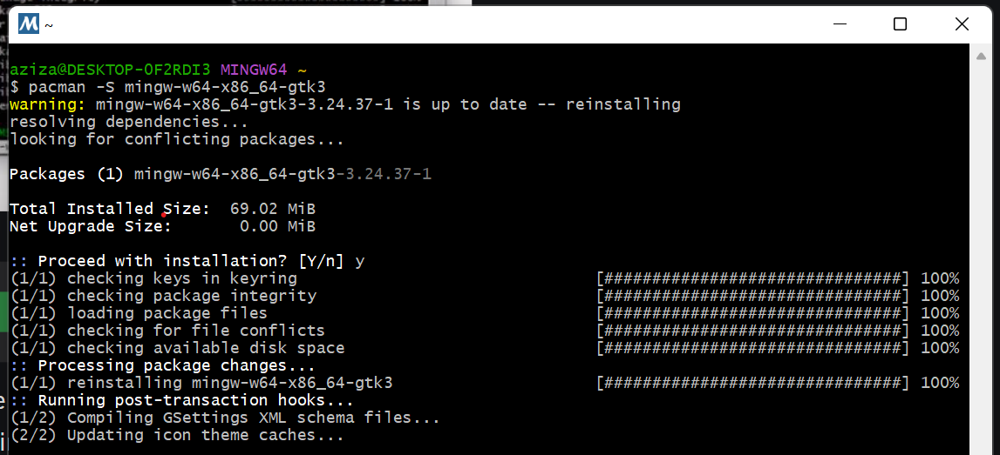 M ~
aziza@DESKTOP-OF2RDI3 MINGW64 ~
$ pacman -S mingw-w64-x86_64-gtk3
warning: mingw-w64-x86_64-gtk3-3.24.37-1 is up to date -- reinstalling
resolving dependencies...
looking for conflicting packages...
Packages (1) mingw-w64-x86_64-gtk3-3.24.37-1
Total Installed Size:  69.02 MiB
Net Upgrade Size:       0.00 MiB
:: Proceed with installation? [Y/n] y
(1/1) checking keys in keyring [###############################] 100%
(1/1) checking package integrity [###############################] 100%
(1/1) loading package files [###############################] 100%
(1/1) checking for file conflicts [###############################] 100%
(1/1) checking available disk space [###############################] 100%
:: Processing package changes...
(1/1) reinstalling mingw-w64-x86_64-gtk3 [###############################] 100%
:: Running post-transaction hooks...
(1/2) Compiling GSettings XML schema files...
(2/2) Updating icon theme caches...